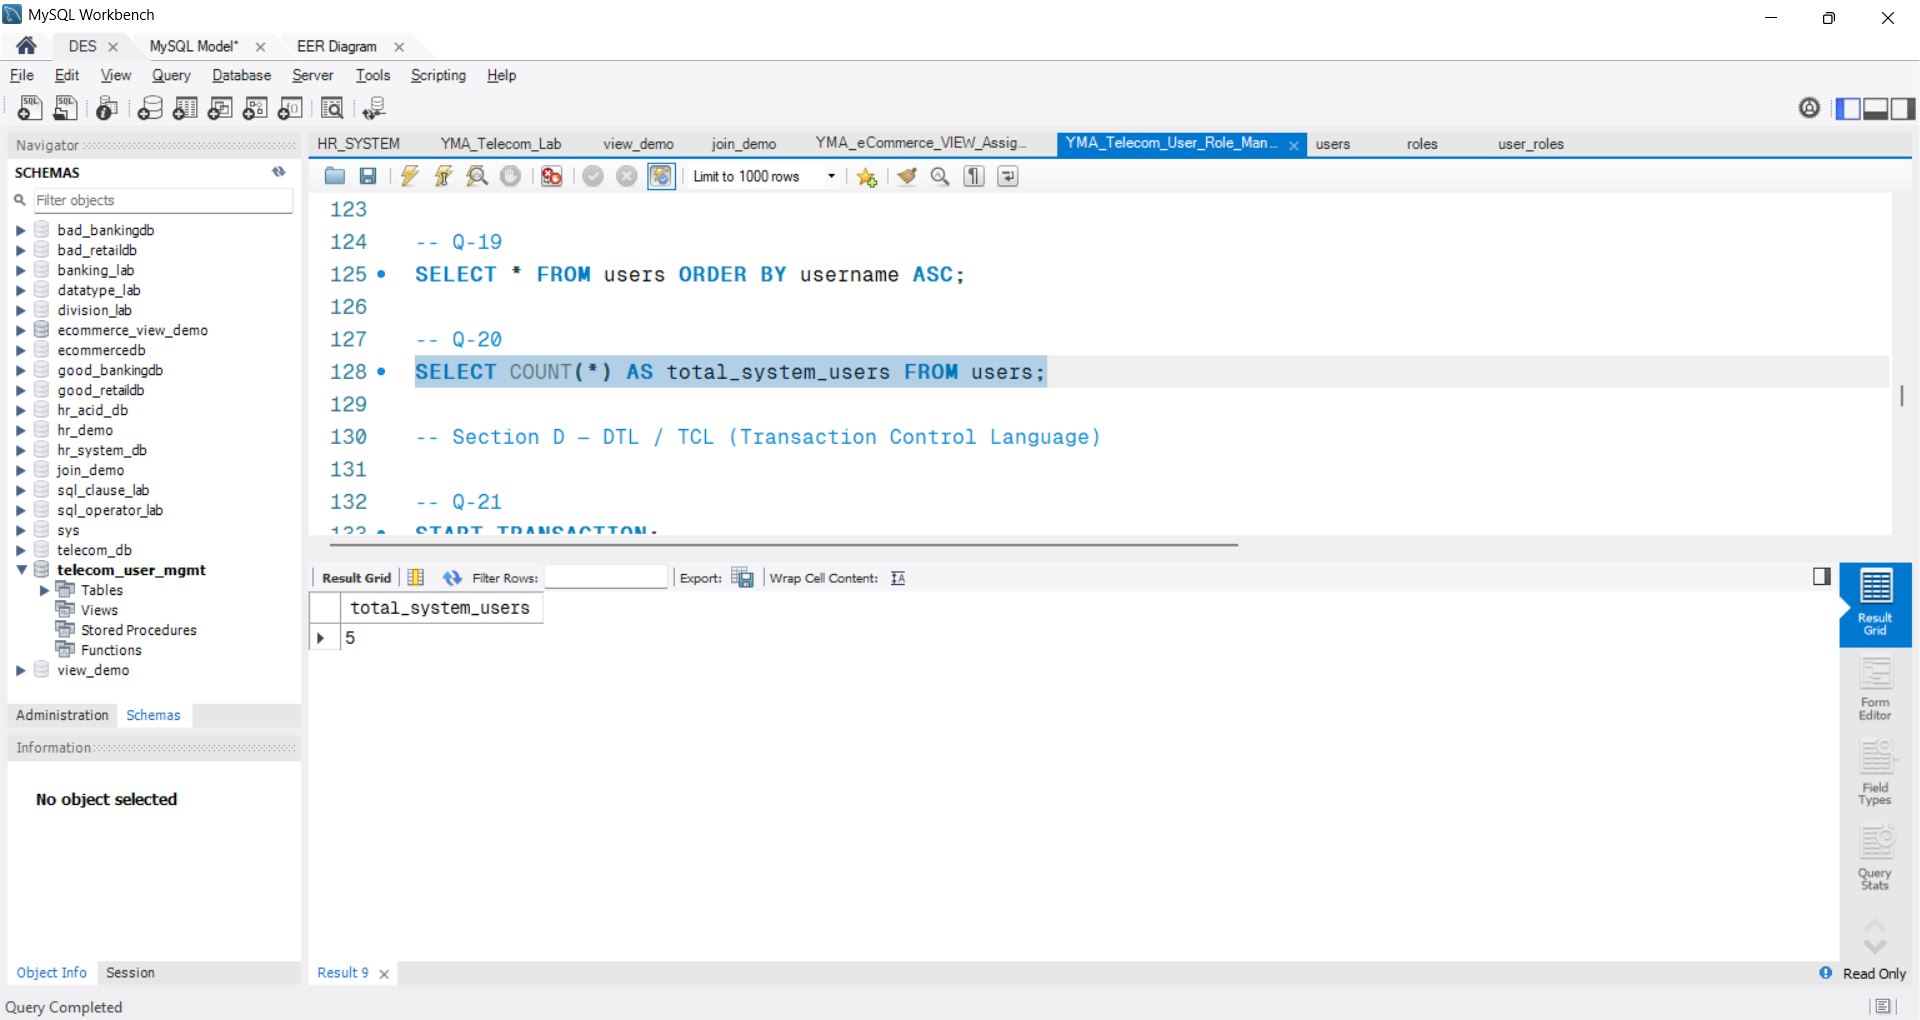 MySQL Workbench
DES
MySQL Model*
EER Diagram
File Edit View Query Database Server Tools Scripting Help
Navigator
HR_SYSTEM
YMA_Telecom_Lab
view_demo
join_demo
YMA_eCommerce_VIEW_Assig...
YMA_Telecom_User_Role_Man...
users
roles
user_roles
SCHEMAS
Filter objects
bad_bankingdb
bad_retaildb
banking_lab
datatype_lab
division_lab
ecommerce_view_demo
ecommercedb
good_bankingdb
good_retaildb
hr_acid_db
hr_demo
hr_system_db
join_demo
sql_clause_lab
sql_operator_lab
sys
telecom_db
telecom_user_mgmt
Tables
Views
Stored Procedures
Functions
view_demo
Administration Schemas
Information
No object selected
Object Info Session
Limit to 1000 rows
123
124 -- Q-19
125 SELECT * FROM users ORDER BY username ASC;
126
127 -- Q-20
128 SELECT COUNT(*) AS total_system_users FROM users;
129
130 -- Section D – DTL / TCL (Transaction Control Language)
131
132 -- Q-21
133 START TRANSACTION;
Result Grid
Filter Rows:
Export:
Wrap Cell Content:
total_system_users
5
Result Grid
Form Editor
Field Types
Query Stats
Result 9
Read Only
Query Completed